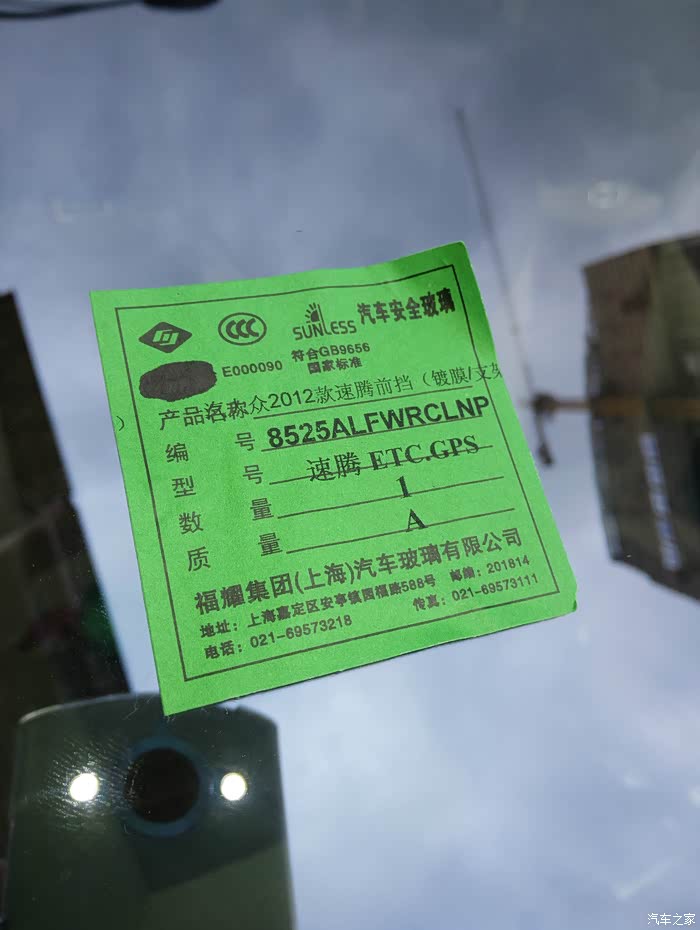 SUNLESS 汽车安全玻璃
E000090 符合GB9656
国家标准
产品名称 大众2012款速腾前挡（镀膜/支架
）
编 号 8525ALFWRCLNP
型 号 速腾 ETC.GPS
数 量 1
质 量 A
福耀集团(上海)汽车玻璃有限公司
地址：上海嘉定区安亭镇园福路588号 邮编：201814
电话：021-69573218 传真：021-69573111
汽车之家